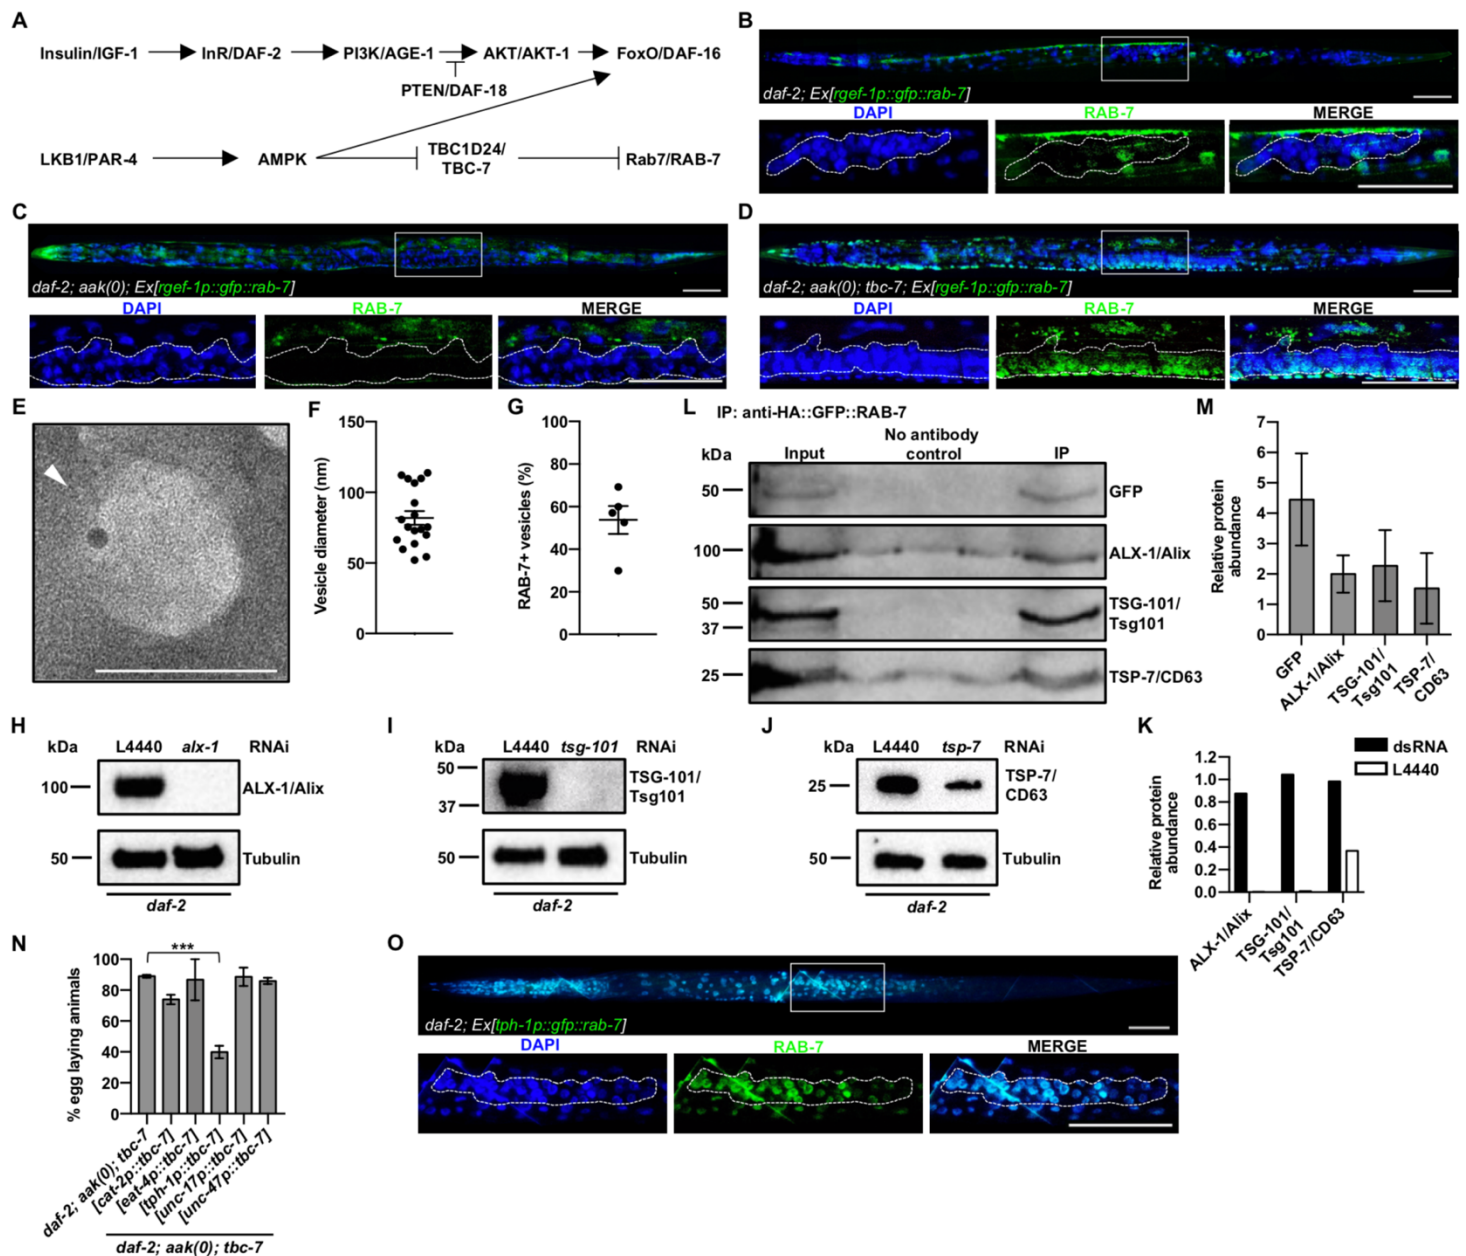 A
Insulin/IGF-1
InR/DAF-2
PI3K/AGE-1
AKT/AKT-1
FoxO/DAF-16
PTEN/DAF-18
LKB1/PAR-4
AMPK
TBC1D24/
TBC-7
Rab7/RAB-7
B
daf-2; Ex[rgef-1p::gfp::rab-7]
DAPI
RAB-7
MERGE
C
daf-2; aak(0); Ex[rgef-1p::gfp::rab-7]
DAPI
RAB-7
MERGE
D
daf-2; aak(0); tbc-7; Ex[rgef-1p::gfp::rab-7]
DAPI
RAB-7
MERGE
E
F
Vesicle diameter (nm)
150
100
50
0
G
RAB-7+ vesicles (%)
100
80
60
40
20
0
L
IP: anti-HA::GFP::RAB-7
kDa
Input
No antibody
control
IP
50
GFP
100
ALX-1/Alix
50
37
TSG-101/
Tsg101
25
TSP-7/CD63
M
Relative protein
abundance
7
6
5
4
3
2
1
0
GFP
ALX-1/Alix
TSG-101/
Tsg101
TSP-7/
CD63
H
kDa
L4440
alx-1
RNAi
100
ALX-1/Alix
50
Tubulin
daf-2
I
kDa
L4440
tsg-101
RNAi
50
37
TSG-101/
Tsg101
50
Tubulin
daf-2
J
kDa
L4440
tsp-7
RNAi
25
TSP-7/
CD63
50
Tubulin
daf-2
K
dsRNA
L4440
Relative protein
abundance
1.2
1.0
0.8
0.6
0.4
0.2
0.0
ALX-1/Alix
TSG-101/
Tsg101
TSP-7/CD63
N
% egg laying animals
100
80
60
40
20
0
***
daf-2; aak(0); tbc-7
[cat-2p::tbc-7]
[eat-4p::tbc-7]
[tph-1p::tbc-7]
[unc-17p::tbc-7]
[unc-47p::tbc-7]
daf-2; aak(0); tbc-7
O
daf-2; Ex[tph-1p::gfp::rab-7]
DAPI
RAB-7
MERGE